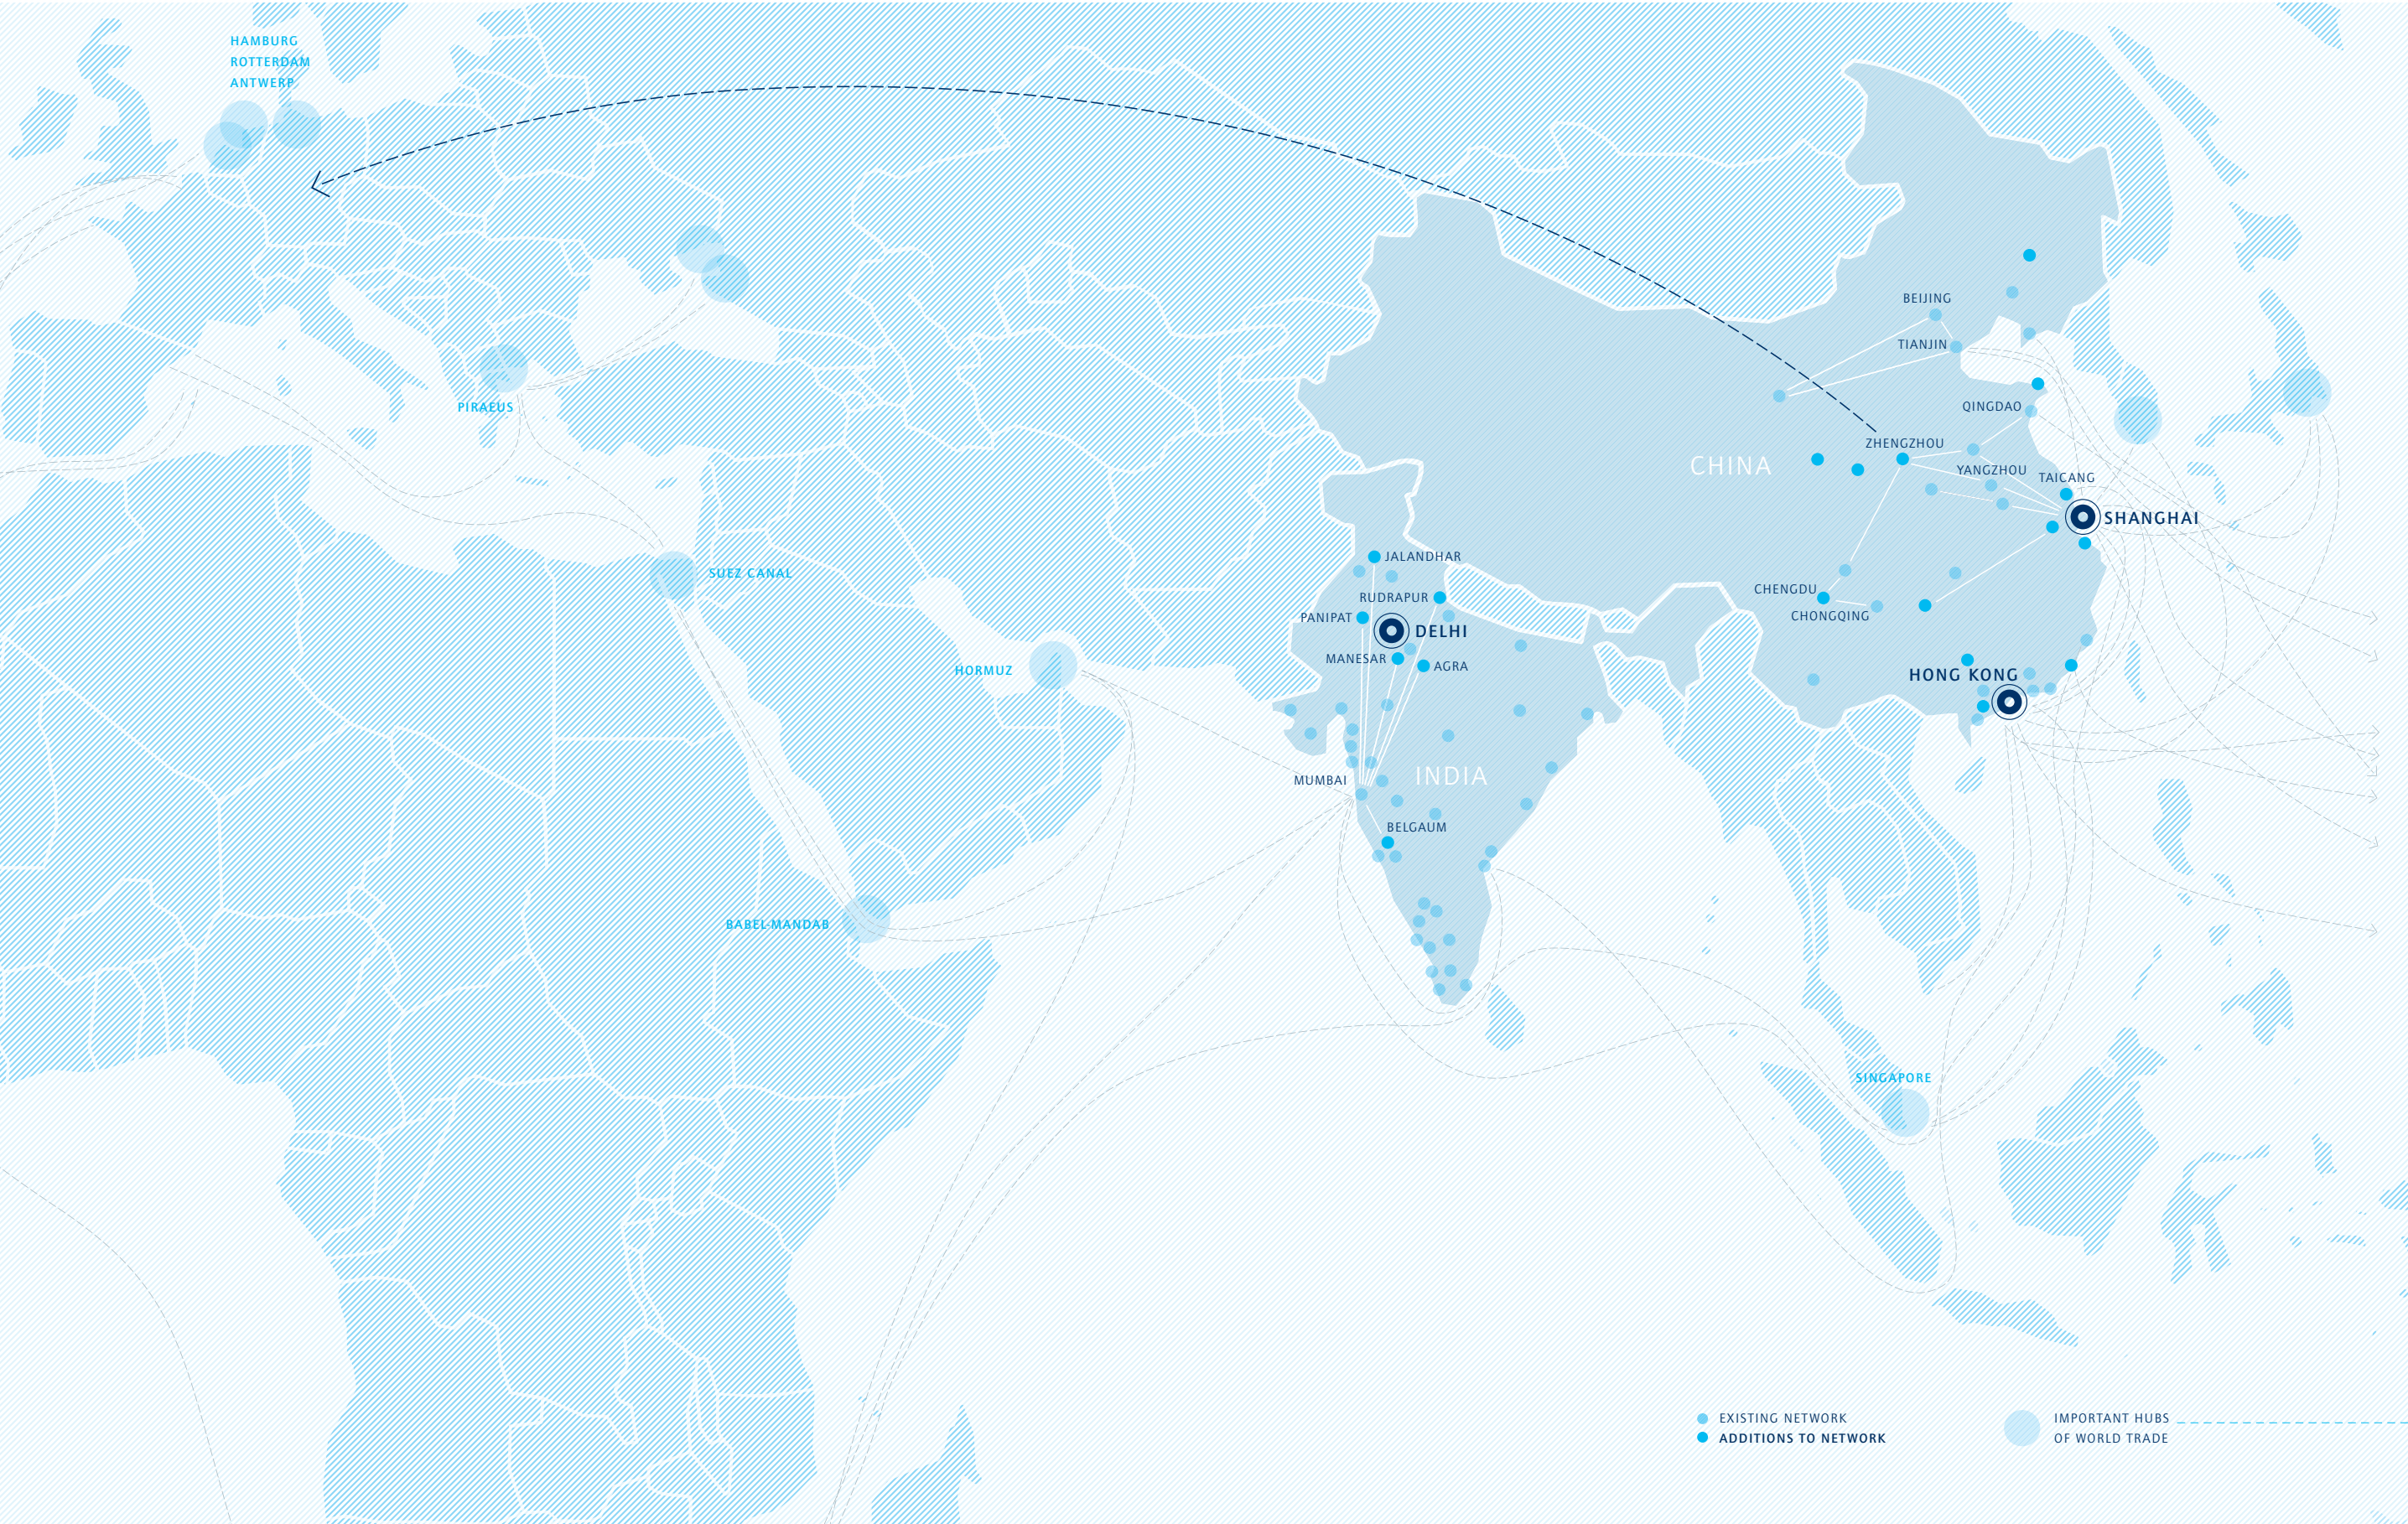 HAMBURG
ROTTERDAM
ANTWERP
BEIJING
TIANJIN
PIRAEUS
QINGDAO
ZHENGZHOU
CHINA
YANGZHOU
TAICANG
SHANGHAI
JALANDHAR
SUEZ CANAL
CHENGDU
RUDRAPUR
CHONGQING
PANIPAT
DELHI
MANESAR
AGRA
HORMUZ
HONG KONG
MUMBAI
INDIA
BELGAUM
BABEL-MANDAB
SINGAPORE
EXISTING NETWORK
ADDITIONS TO NETWORK
IMPORTANT HUBS
OF WORLD TRADE